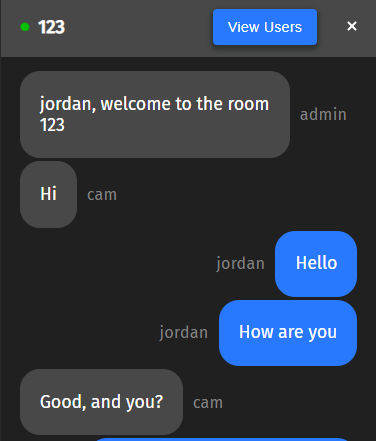 123
View Users
×
jordan, welcome to the room
123
admin
Hi
cam
jordan
Hello
jordan
How are you
Good, and you?
cam